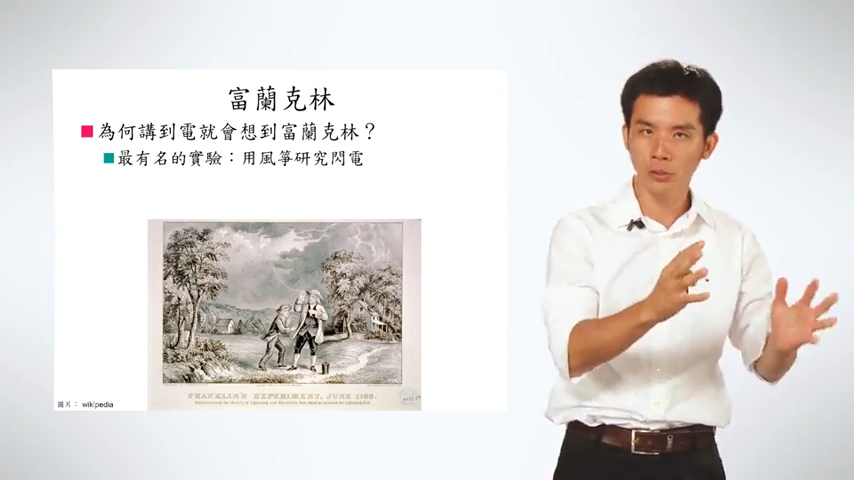 富蘭克林
為何講到電就會想到富蘭克林？
最有名的實驗：用風箏研究閃電
FRANKLIN'S EXPERIMENT, JUNE 1752.
圖片： wikipedia